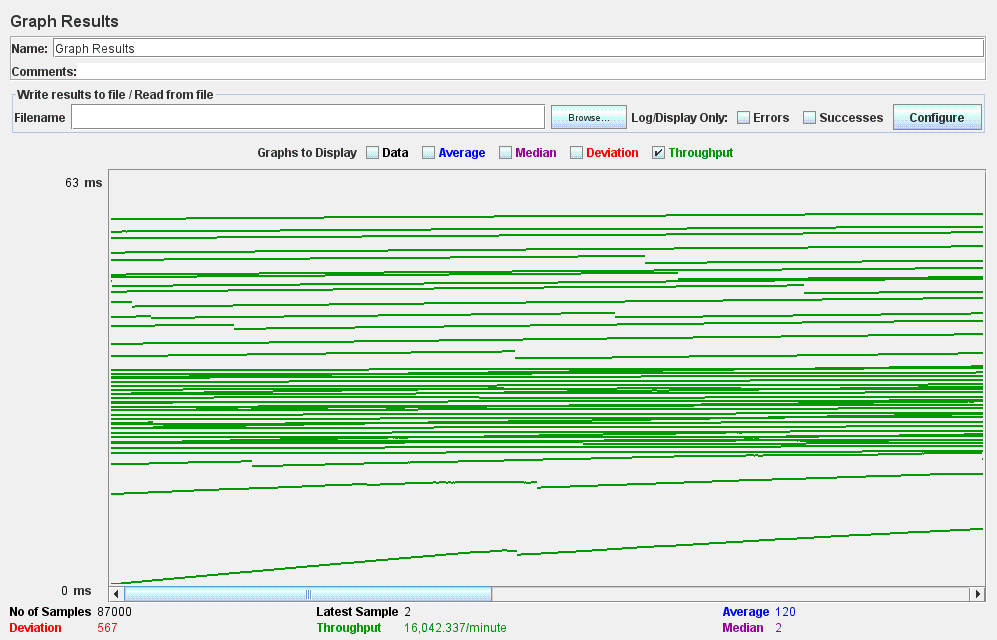 Graph Results
Name: Graph Results
Comments:
Write results to file / Read from file
Filename Browse... Log/Display Only: Errors Successes Configure
Graphs to Display Data Average Median Deviation Throughput
63 ms
0 ms
No of Samples 87000 Latest Sample 2 Average 120
Deviation 567 Throughput 16,042.337/minute Median 2